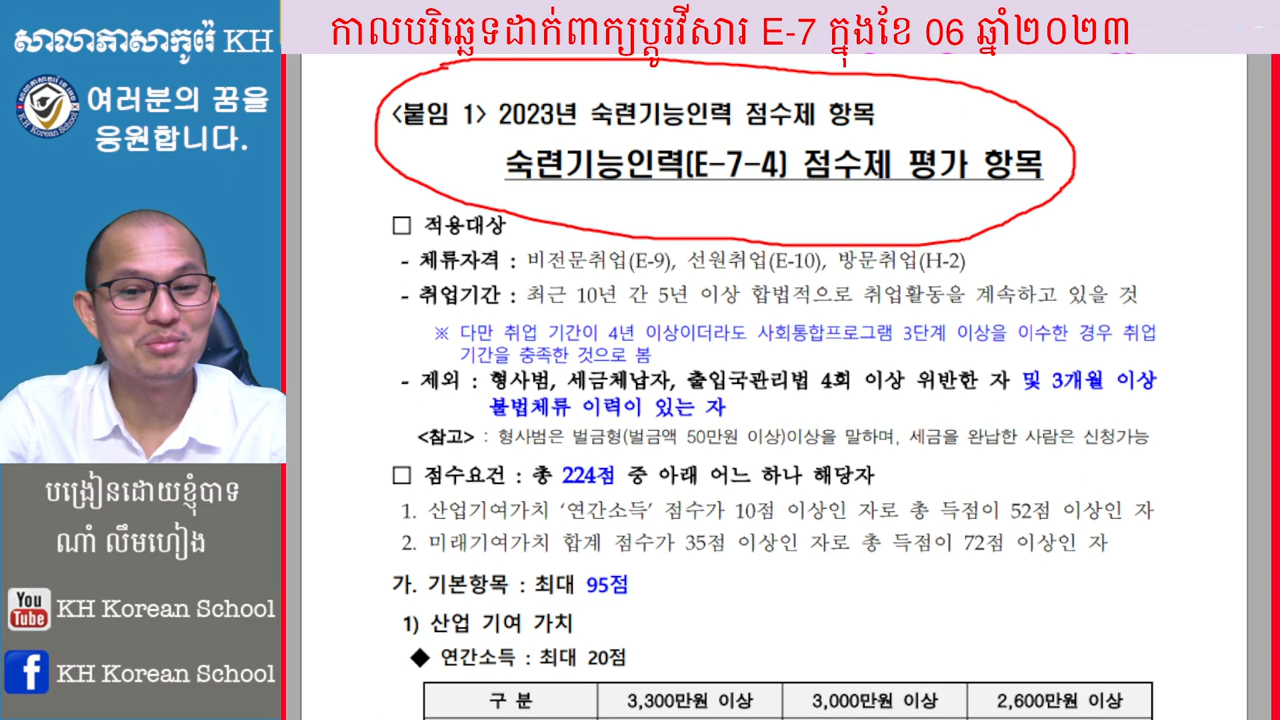 កាលបរិច្ឆេទដាក់ពាក្យប្តូរវីសារ E-7 ក្នុងខែ 06 ឆ្នាំ២០២៣
សាលាភាសាកូរ៉េ KH
여러분의 꿈을
응원합니다.
KH Korean School
បង្រៀនដោយខ្ញុំបាទ
ណាំ លឹមហៀង
You Tube KH Korean School
f KH Korean School
<붙임 1> 2023년 숙련기능인력 점수제 항목
숙련기능인력(E-7-4) 점수제 평가 항목
□ 적용대상
- 체류자격 : 비전문취업(E-9), 선원취업(E-10), 방문취업(H-2)
- 취업기간 : 최근 10년 간 5년 이상 합법적으로 취업활동을 계속하고 있을 것
※ 다만 취업 기간이 4년 이상이더라도 사회통합프로그램 3단계 이상을 이수한 경우 취업
기간을 충족한 것으로 봄
- 제외 : 형사범, 세금체납자, 출입국관리법 4회 이상 위반한 자 및 3개월 이상
불법체류 이력이 있는 자
<참고> : 형사범은 벌금형(벌금액 50만원 이상)이상을 말하며, 세금을 완납한 사람은 신청가능
□ 점수요건 : 총 224점 중 아래 어느 하나 해당자
1. 산업기여가치 ‘연간소득’ 점수가 10점 이상인 자로 총 득점이 52점 이상인 자
2. 미래기여가치 합계 점수가 35점 이상인 자로 총 득점이 72점 이상인 자
가. 기본항목 : 최대 95점
1) 산업 기여 가치
◆ 연간소득 : 최대 20점
구 분 3,300만원 이상 3,000만원 이상 2,600만원 이상